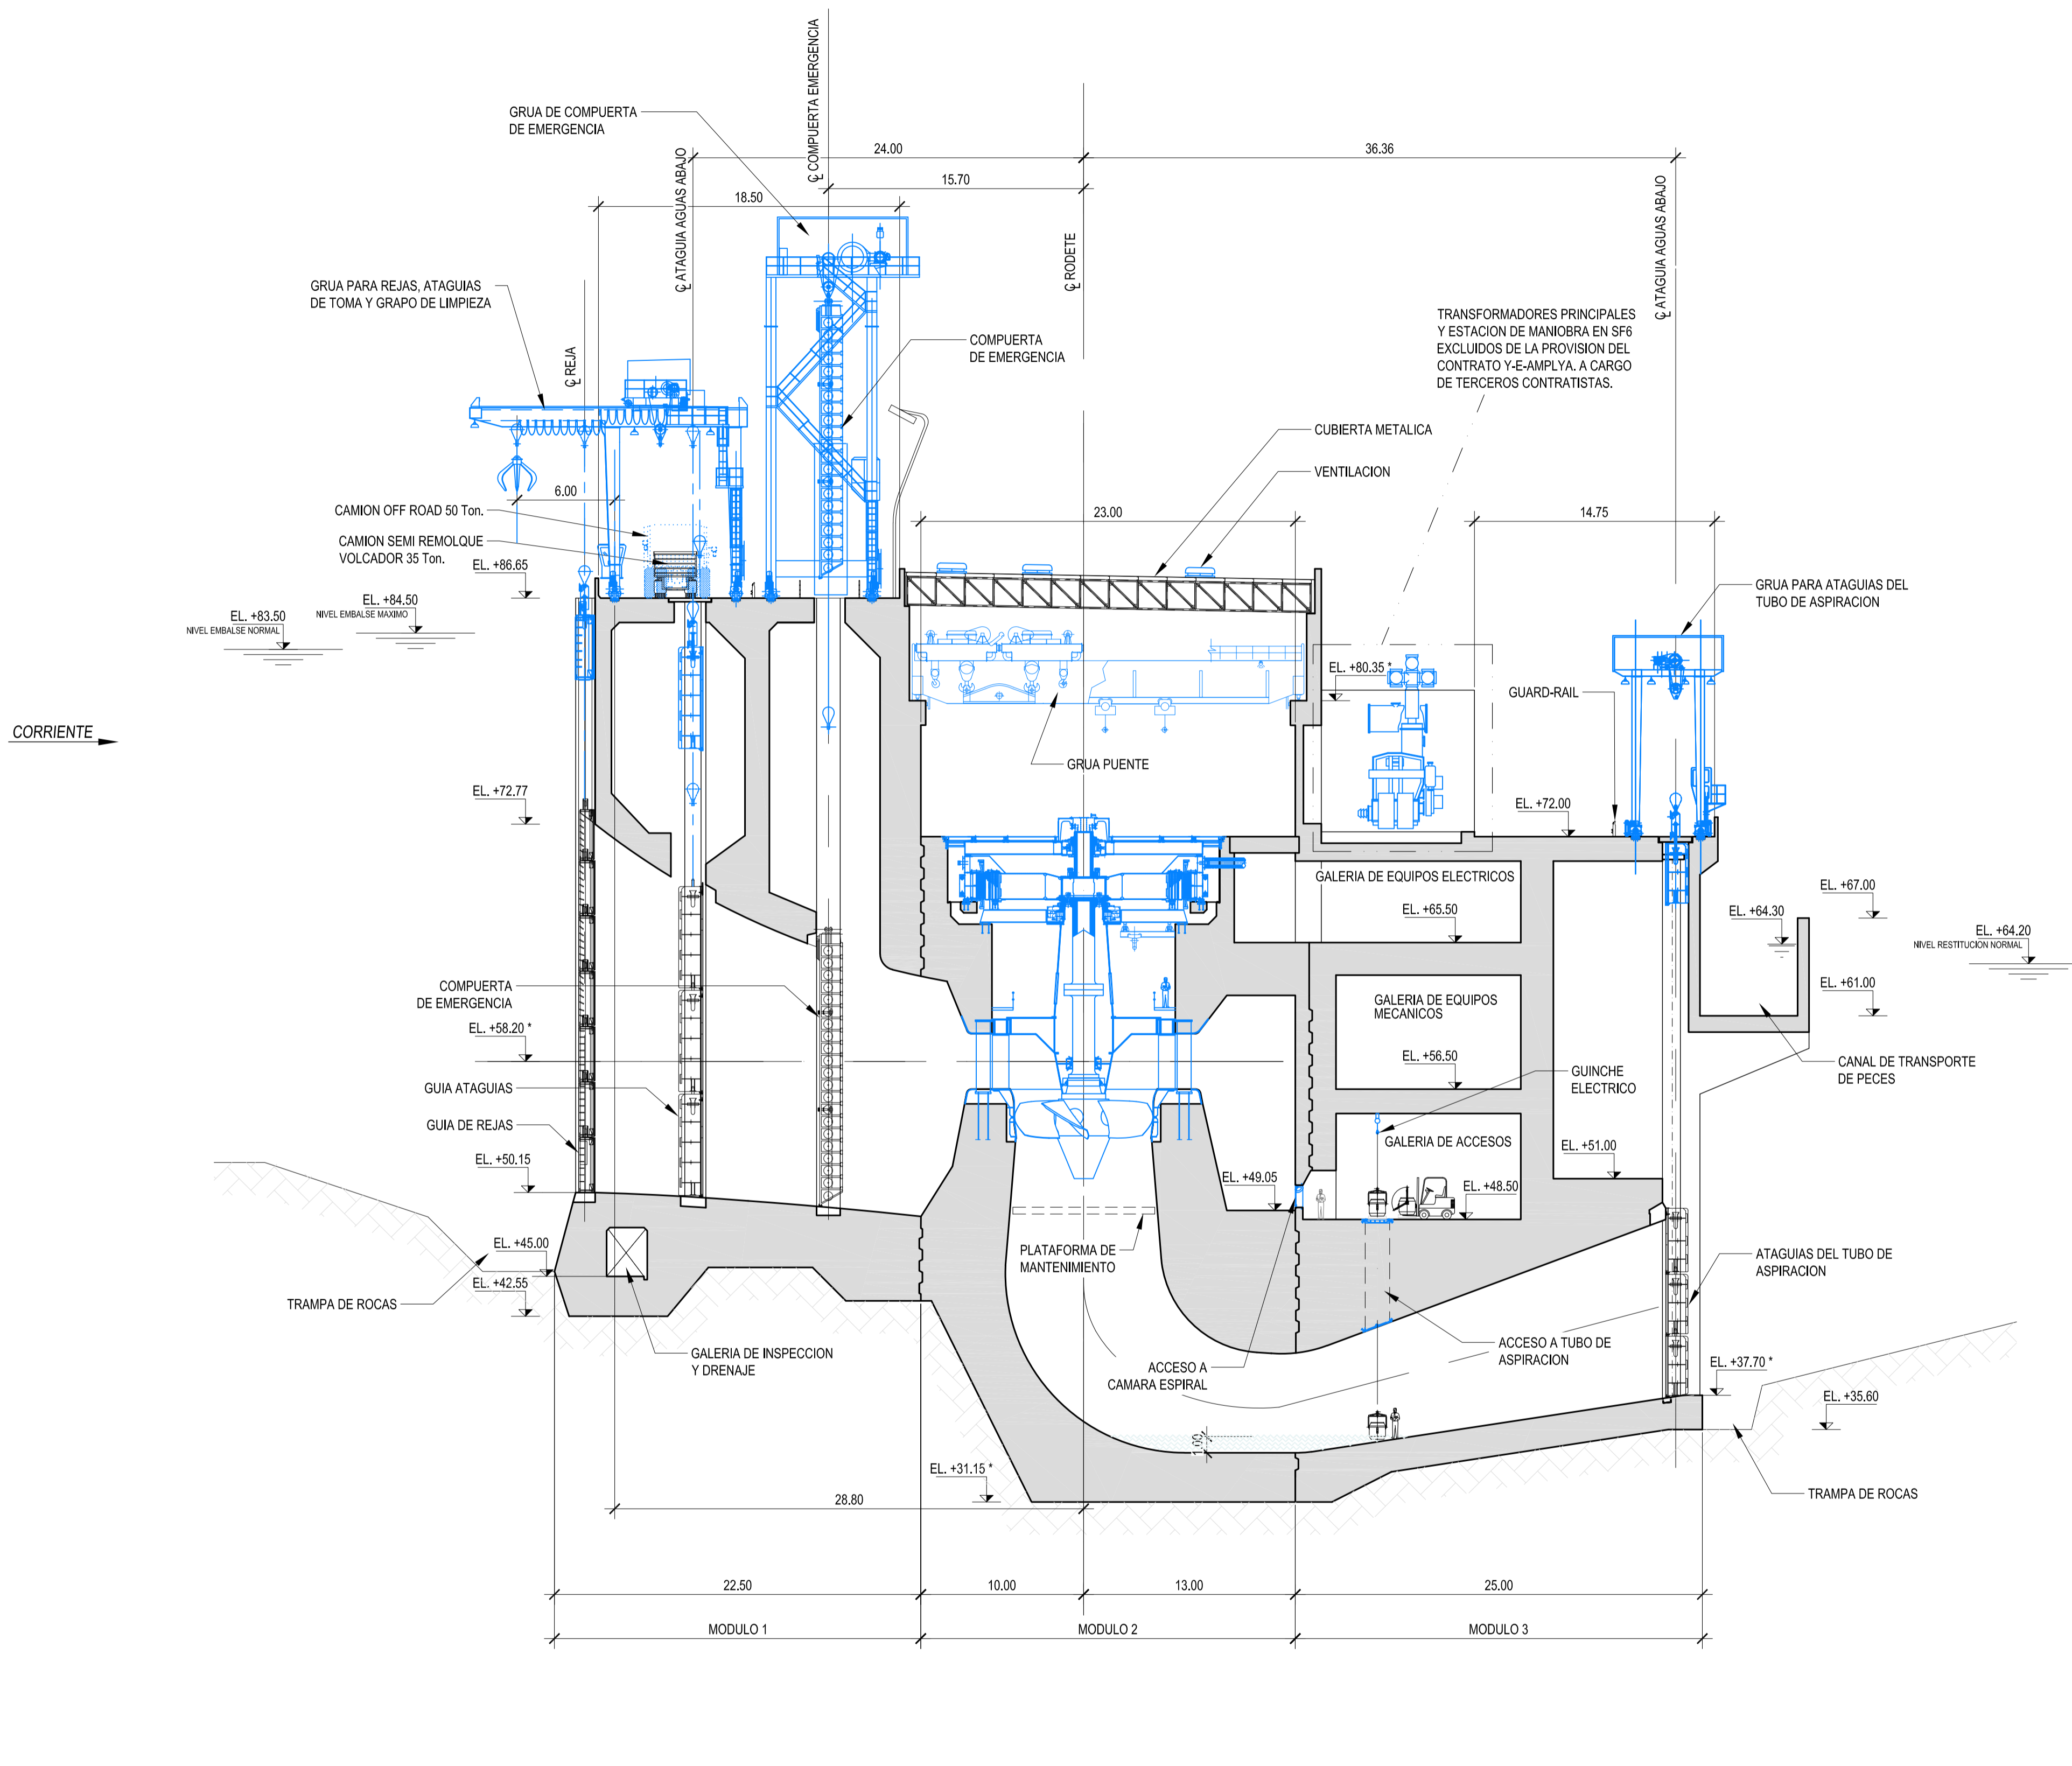 GRUA DE COMPUERTA
DE EMERGENCIA
℄ COMPUERTA EMERGENCIA
24.00
36.36
℄ ATAGUIA AGUAS ABAJO
15.70
18.50
℄ RODETE
℄ ATAGUIA AGUAS ABAJO
GRUA PARA REJAS, ATAGUIAS
DE TOMA Y GRAPO DE LIMPIEZA
℄ REJA
COMPUERTA
DE EMERGENCIA
TRANSFORMADORES PRINCIPALES
Y ESTACION DE MANIOBRA EN SF6
EXCLUIDOS DE LA PROVISION DEL
CONTRATO Y-E-AMPLYA. A CARGO
DE TERCEROS CONTRATISTAS.
CUBIERTA METALICA
VENTILACION
6.00
CAMION OFF ROAD 50 Ton.
CAMION SEMI REMOLQUE
VOLCADOR 35 Ton.
23.00
14.75
EL. +86.65
EL. +84.50
NIVEL EMBALSE MAXIMO
EL. +83.50
NIVEL EMBALSE NORMAL
GRUA PARA ATAGUIAS DEL
TUBO DE ASPIRACION
EL. +80.35 *
GUARD-RAIL
CORRIENTE
GRUA PUENTE
EL. +72.77
EL. +72.00
GALERIA DE EQUIPOS ELECTRICOS
EL. +65.50
EL. +67.00
EL. +64.30
EL. +64.20
NIVEL RESTITUCION NORMAL
COMPUERTA
DE EMERGENCIA
GALERIA DE EQUIPOS
MECANICOS
EL. +61.00
EL. +58.20 *
EL. +56.50
CANAL DE TRANSPORTE
DE PECES
GUINCHE
ELECTRICO
GUIA ATAGUIAS
GUIA DE REJAS
GALERIA DE ACCESOS
EL. +51.00
EL. +50.15
EL. +49.05
EL. +48.50
EL. +45.00
PLATAFORMA DE
MANTENIMIENTO
ATAGUIAS DEL TUBO DE
ASPIRACION
EL. +42.55
TRAMPA DE ROCAS
GALERIA DE INSPECCION
Y DRENAJE
ACCESO A
CAMARA ESPIRAL
ACCESO A TUBO DE
ASPIRACION
EL. +37.70 *
EL. +35.60
1.00
EL. +31.15 *
TRAMPA DE ROCAS
28.80
22.50
10.00
13.00
25.00
MODULO 1
MODULO 2
MODULO 3